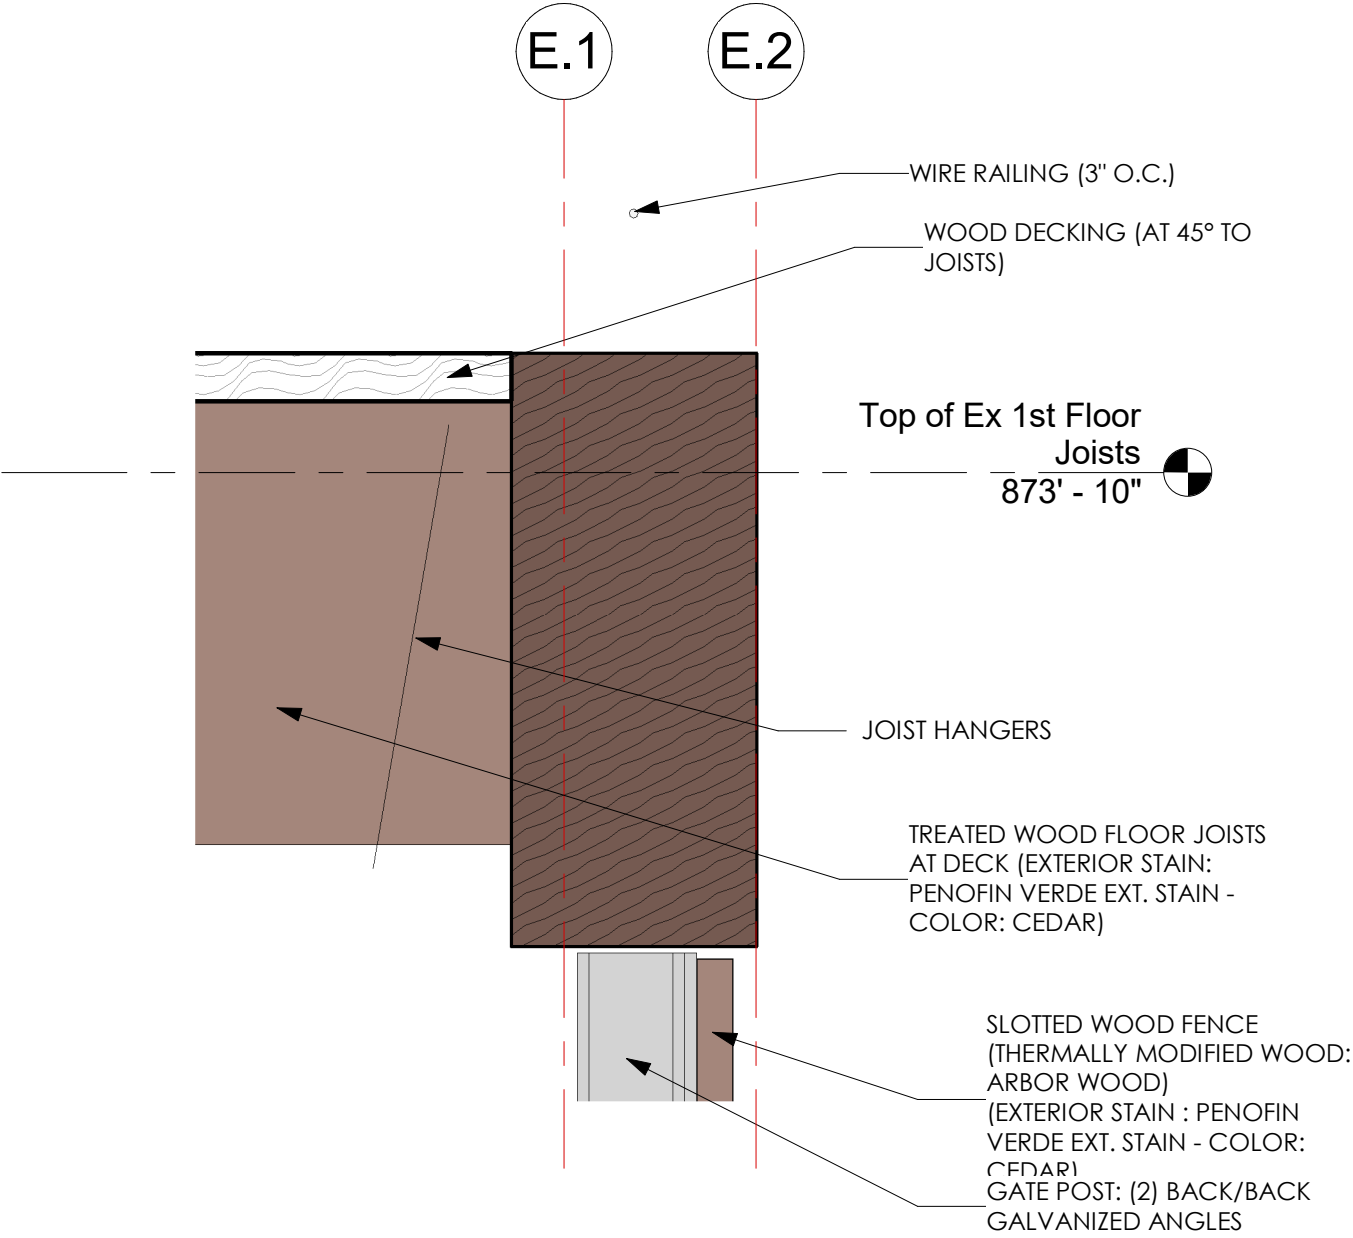 E.1
E.2
WIRE RAILING (3" O.C.)
WOOD DECKING (AT 45° TO
JOISTS)
Top of Ex 1st Floor
Joists
873' - 10"
JOIST HANGERS
TREATED WOOD FLOOR JOISTS
AT DECK (EXTERIOR STAIN:
PENOFIN VERDE EXT. STAIN -
COLOR: CEDAR)
SLOTTED WOOD FENCE
(THERMALLY MODIFIED WOOD:
ARBOR WOOD)
(EXTERIOR STAIN : PENOFIN
VERDE EXT. STAIN - COLOR:
CEDAR)
GATE POST: (2) BACK/BACK
GALVANIZED ANGLES